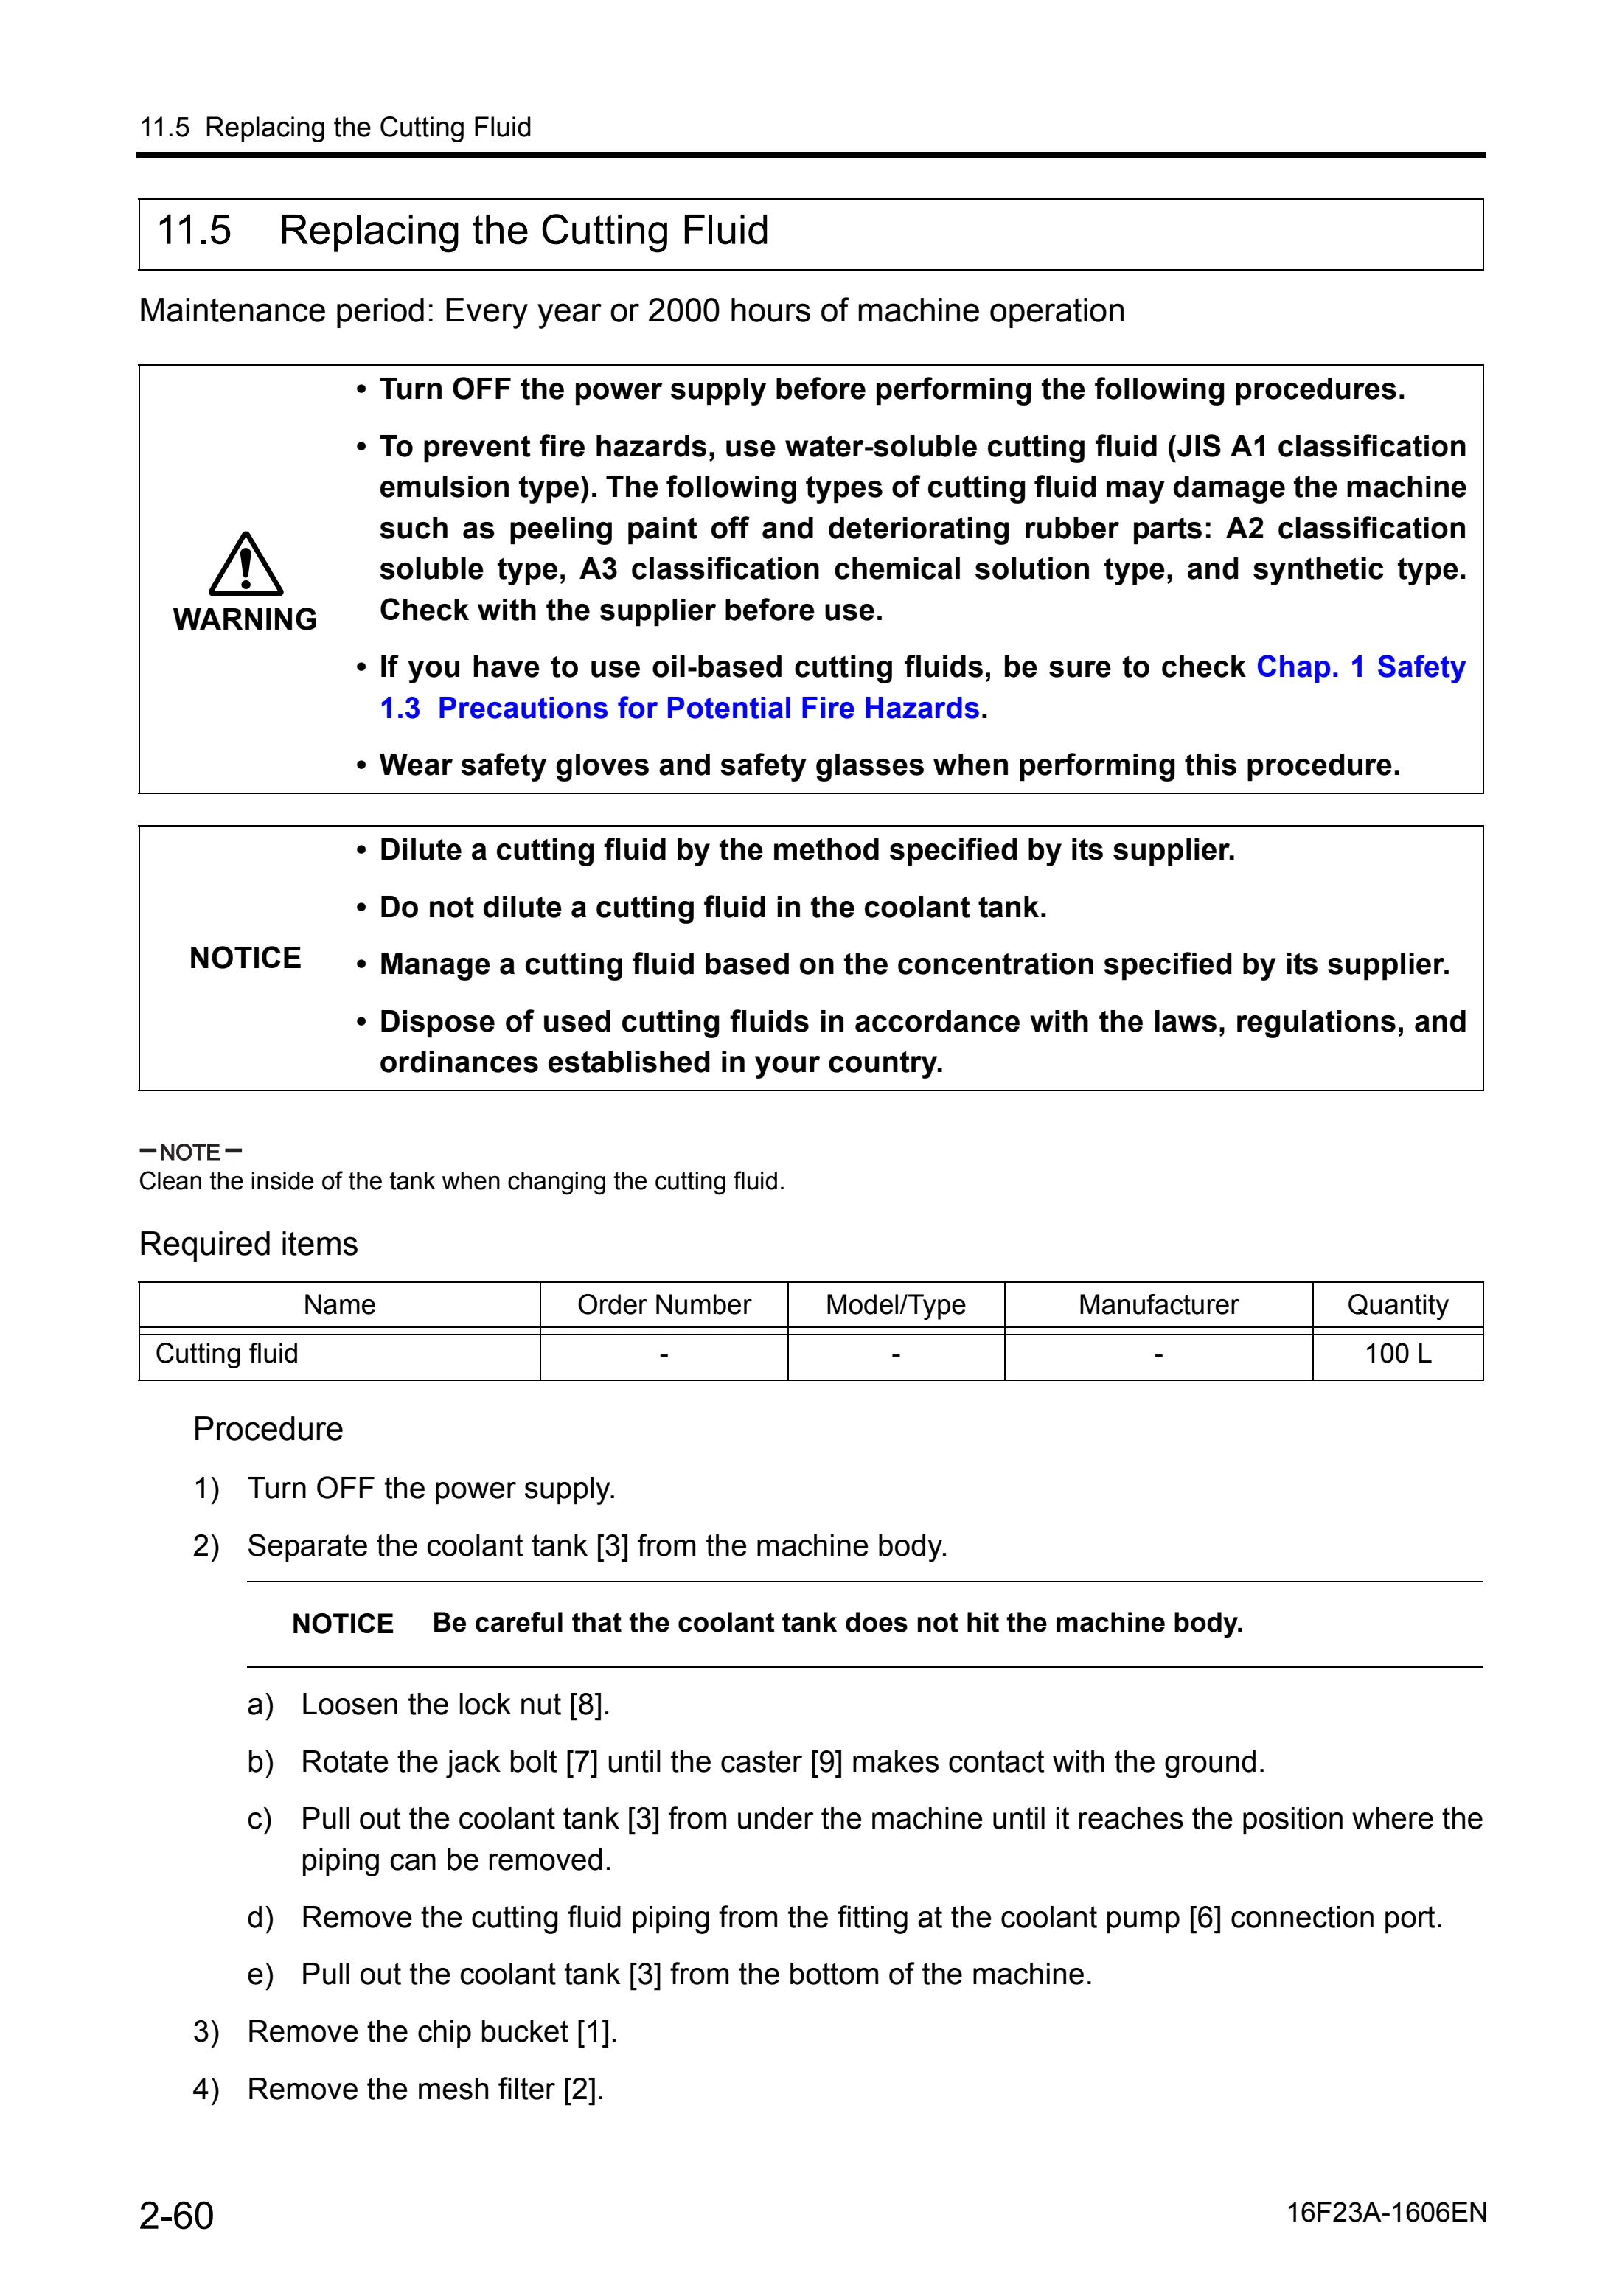 11.5 Replacing the Cutting Fluid
11.5 Replacing the Cutting Fluid
Maintenance period: Every year or 2000 hours of machine operation
WARNING
• Turn OFF the power supply before performing the following procedures.
• To prevent fire hazards, use water-soluble cutting fluid (JIS A1 classification
emulsion type). The following types of cutting fluid may damage the machine
such as peeling paint off and deteriorating rubber parts: A2 classification
soluble type, A3 classification chemical solution type, and synthetic type.
Check with the supplier before use.
• If you have to use oil-based cutting fluids, be sure to check Chap. 1 Safety
1.3 Precautions for Potential Fire Hazards.
• Wear safety gloves and safety glasses when performing this procedure.
NOTICE
• Dilute a cutting fluid by the method specified by its supplier.
• Do not dilute a cutting fluid in the coolant tank.
• Manage a cutting fluid based on the concentration specified by its supplier.
• Dispose of used cutting fluids in accordance with the laws, regulations, and
ordinances established in your country.
NOTE
Clean the inside of the tank when changing the cutting fluid.
Required items
Name Order Number Model/Type Manufacturer Quantity
Cutting fluid - - - 100 L
Procedure
1) Turn OFF the power supply.
2) Separate the coolant tank [3] from the machine body.
NOTICE Be careful that the coolant tank does not hit the machine body.
a) Loosen the lock nut [8].
b) Rotate the jack bolt [7] until the caster [9] makes contact with the ground.
c) Pull out the coolant tank [3] from under the machine until it reaches the position where the
piping can be removed.
d) Remove the cutting fluid piping from the fitting at the coolant pump [6] connection port.
e) Pull out the coolant tank [3] from the bottom of the machine.
3) Remove the chip bucket [1].
4) Remove the mesh filter [2].
2-60
16F23A-1606EN